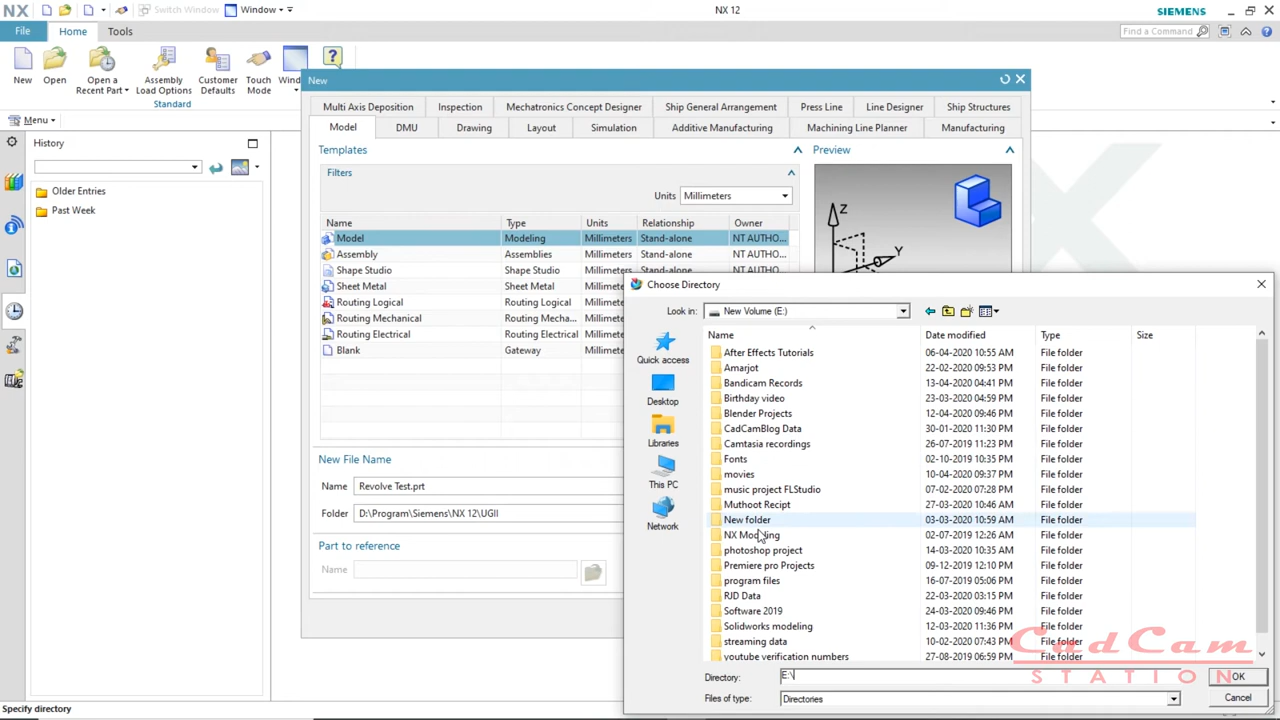 NX
Switch Window
Window
NX 12
SIEMENS
File
Home
Tools
Find a Command
New
Open
Open a
Recent Part
Assembly
Load Options
Customer
Defaults
Touch
Mode
Standard
Menu
History
Older Entries
Past Week
New
Multi Axis Deposition
Inspection
Mechatronics Concept Designer
Ship General Arrangement
Press Line
Line Designer
Ship Structures
Model
DMU
Drawing
Layout
Simulation
Additive Manufacturing
Machining Line Planner
Manufacturing
Templates
Preview
Filters
Units Millimeters
Name Type Units Relationship Owner
Model Modeling Millimeters Stand-alone NT AUTHO...
Assembly Assemblies Millimeters Stand-alone NT AUTHO...
Shape Studio Shape Studio Millimeters Stand-alone NT AUTHO...
Sheet Metal Sheet Metal
Routing Logical Routing Logical
Routing Mechanical Routing Mecha...
Routing Electrical Routing Electrical
Blank Gateway
Z
Y
New File Name
Name Revolve Test.prt
Folder D:\Program\Siemens\NX 12\UGII
Part to reference
Name
Choose Directory
Look in: New Volume (E:)
Quick access
Desktop
Libraries
This PC
Network
Name Date modified Type Size
After Effects Tutorials 06-04-2020 10:55 AM File folder
Amarjot 22-02-2020 09:53 PM File folder
Bandicam Records 13-04-2020 04:41 PM File folder
Birthday video 23-03-2020 04:59 PM File folder
Blender Projects 12-04-2020 09:46 PM File folder
CadCamBlog Data 30-01-2020 11:30 PM File folder
Camtasia recordings 26-07-2019 11:23 PM File folder
Fonts 02-10-2019 10:35 PM File folder
movies 10-04-2020 09:37 PM File folder
music project FLStudio 07-02-2020 07:28 PM File folder
Muthoot Recipt 27-03-2020 10:46 AM File folder
New folder 03-03-2020 10:59 AM File folder
NX Modeling 02-07-2019 12:26 AM File folder
photoshop project 14-03-2020 10:35 AM File folder
Premiere pro Projects 09-12-2019 12:10 PM File folder
program files 16-07-2019 05:06 PM File folder
RJD Data 22-03-2020 03:15 PM File folder
Software 2019 24-03-2020 09:46 PM File folder
Solidworks modeling 12-03-2020 11:36 PM File folder
streaming data 10-02-2020 07:43 PM File folder
youtube verification numbers 27-08-2019 06:59 PM File folder
Directory: E:\
OK
Files of type: Directories
Cancel
CadCam
STATION
Specify directory